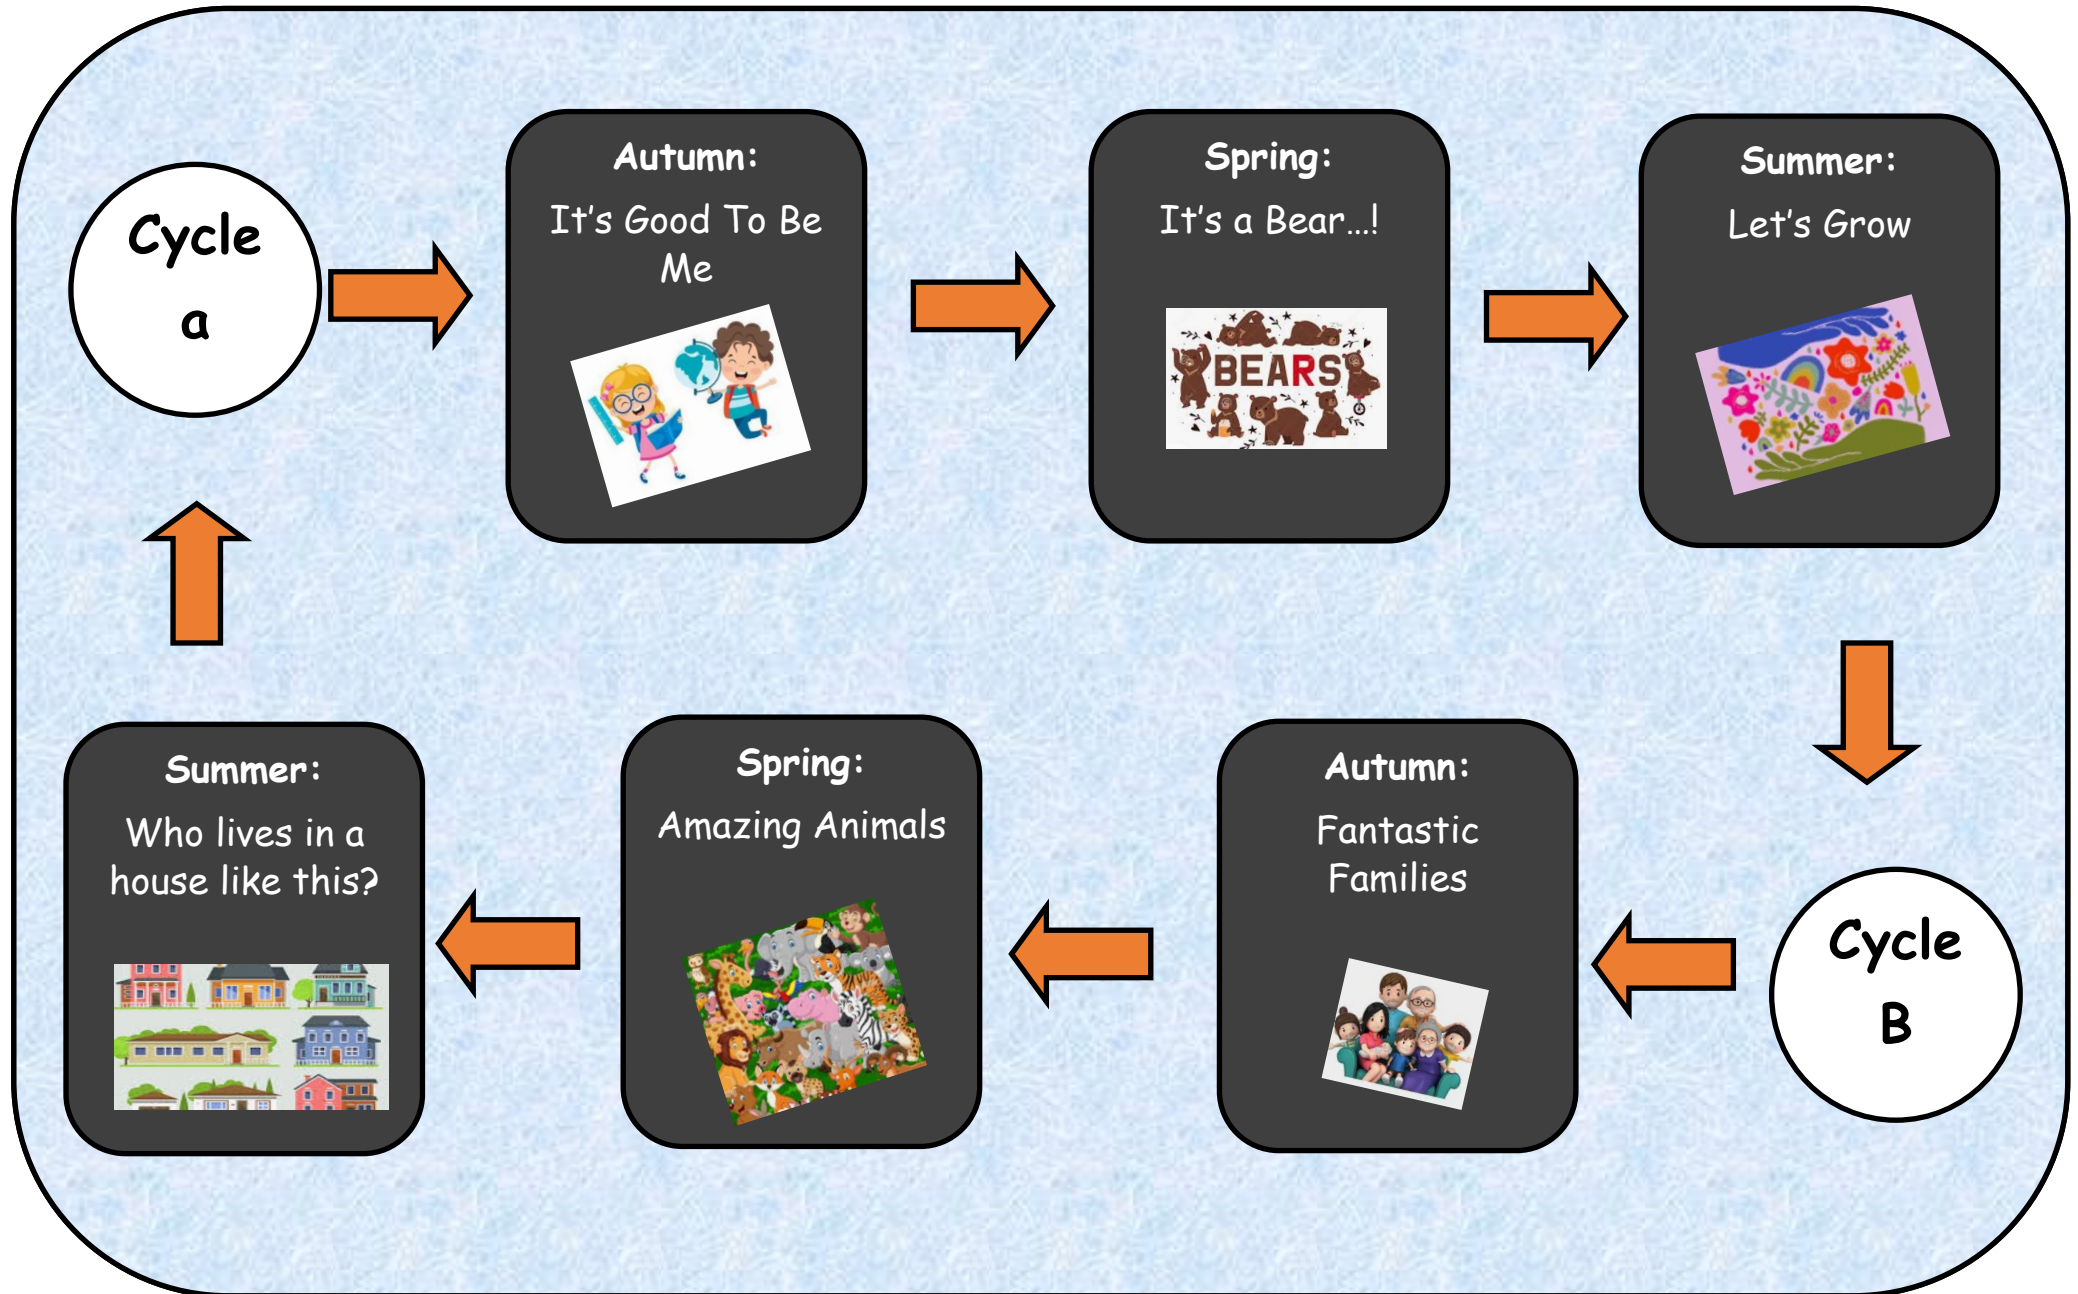 Cycle
a
Autumn:
It's Good To Be
Me
Spring:
It's a Bear...!
BEARS
Summer:
Let's Grow
Cycle
B
Autumn:
Fantastic
Families
Spring:
Amazing Animals
Summer:
Who lives in a
house like this?